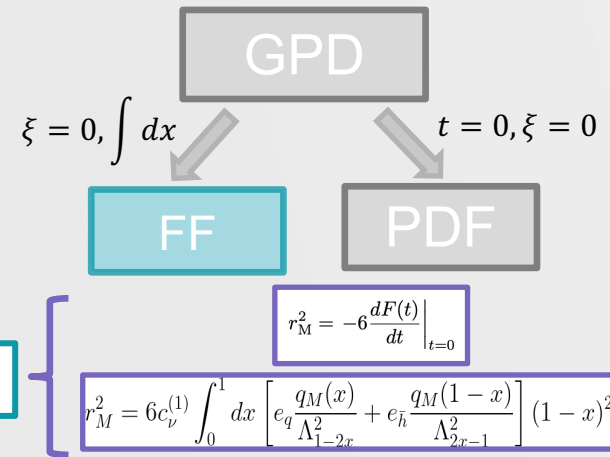 GPD
ξ = 0, ∫ dx
t = 0, ξ = 0
FF
PDF
r_M^2 = -6 dF(t)/dt |_{t=0}
r_M^2 = 6c_ν^{(1)} ∫_0^1 dx [e_q q_M(x)/Λ_{1-2x}^2 + e_{h̄} q_M(1-x)/Λ_{2x-1}^2] (1-x)^2